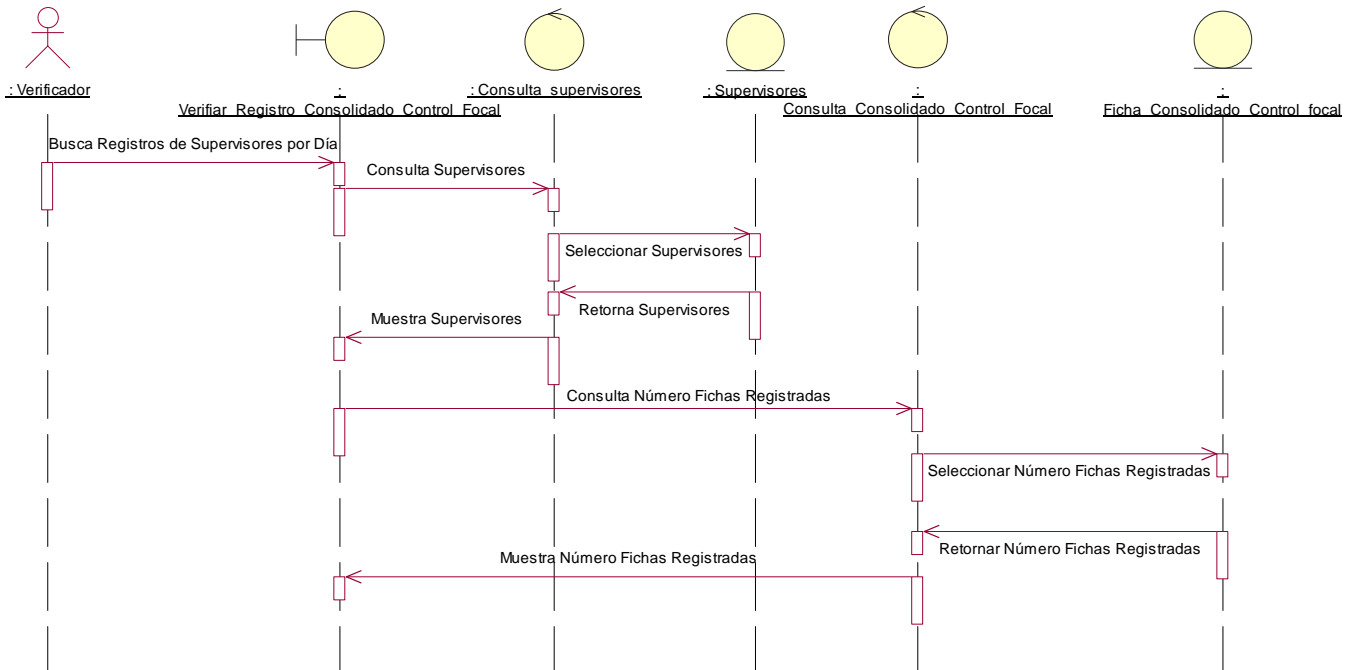 : Verificador
:
Verifiar_Registro_Consolidado_Control_Focal
: Consulta_supervisores
: Supervisores
:
Consulta_Consolidado_Control_Focal
:
Ficha_Consolidado_Control_focal
Busca Registros de Supervisores por Día
Consulta Supervisores
Seleccionar Supervisores
Retorna Supervisores
Muestra Supervisores
Consulta Número Fichas Registradas
Seleccionar Número Fichas Registradas
Retornar Número Fichas Registradas
Muestra Número Fichas Registradas